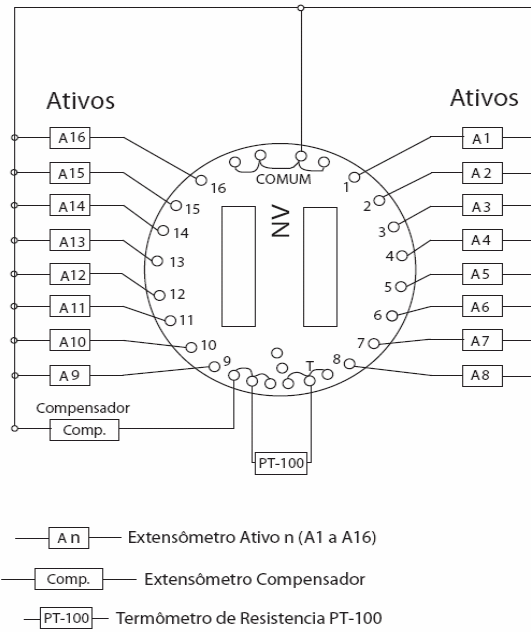 Ativos
Ativos
A16
A15
A14
A13
A12
A11
A10
A9
Compensador
Comp.
16
15
14
13
12
11
10
9
COMUM
NV
T
1
2
3
4
5
6
7
8
A1
A2
A3
A4
A5
A6
A7
A8
PT-100
An Extensômetro Ativo n (A1 a A16)
Comp. Extensômetro Compensador
PT-100 Termômetro de Resistencia PT-100